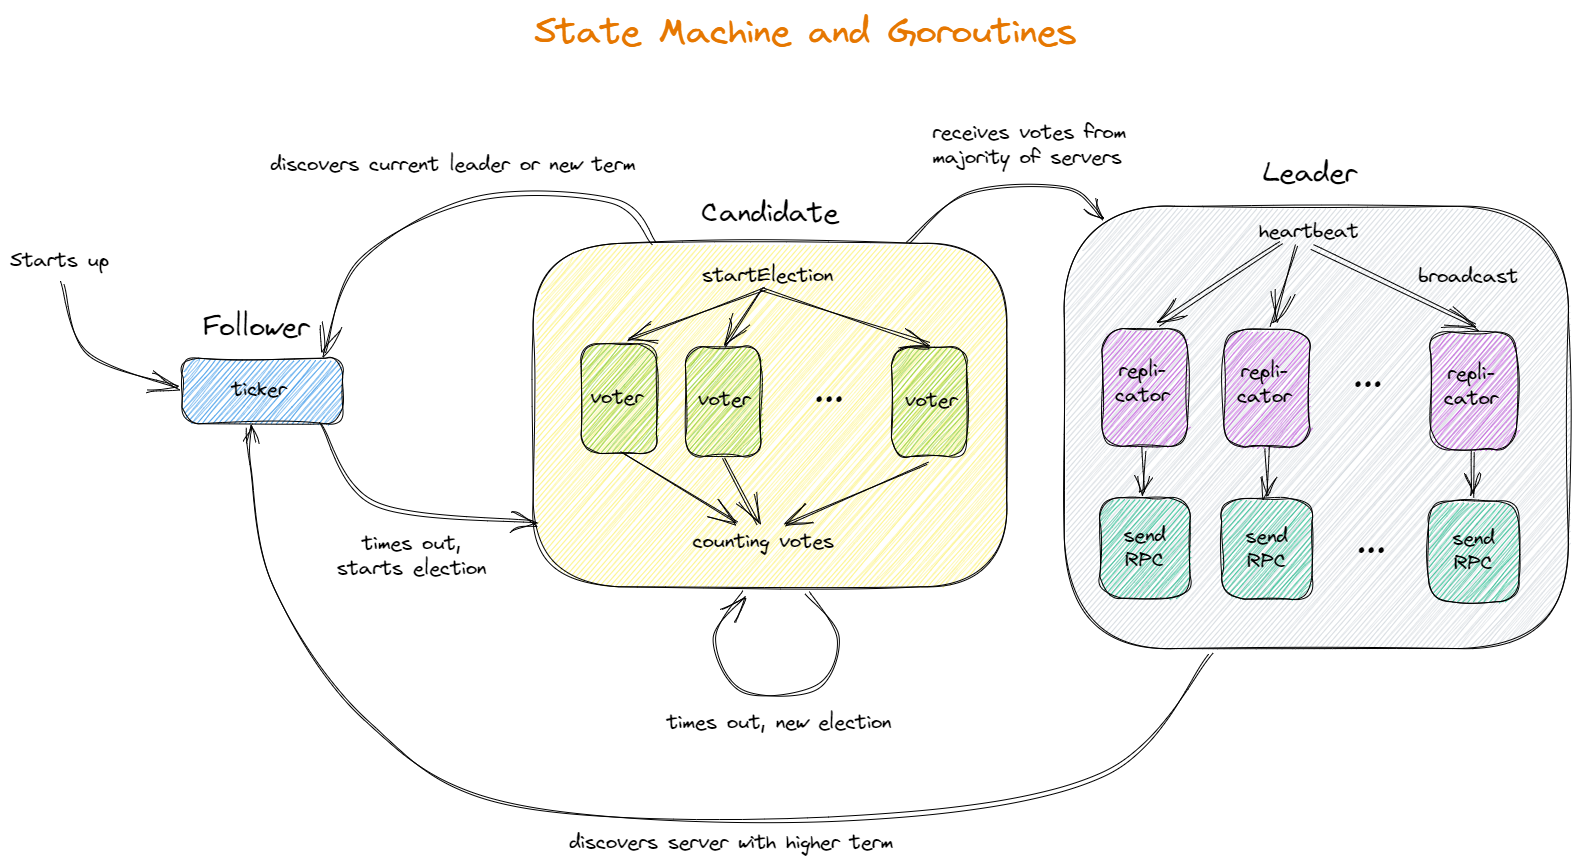 State Machine and Goroutines
receives votes from
majority of servers
discovers current leader or new term
Leader
Candidate
heartbeat
Starts up
startElection
broadcast
Follower
ticker
voter
voter
...
voter
repli-
cator
repli-
cator
...
repli-
cator
send
RPC
send
RPC
...
send
RPC
counting votes
times out,
starts election
times out, new election
discovers server with higher term